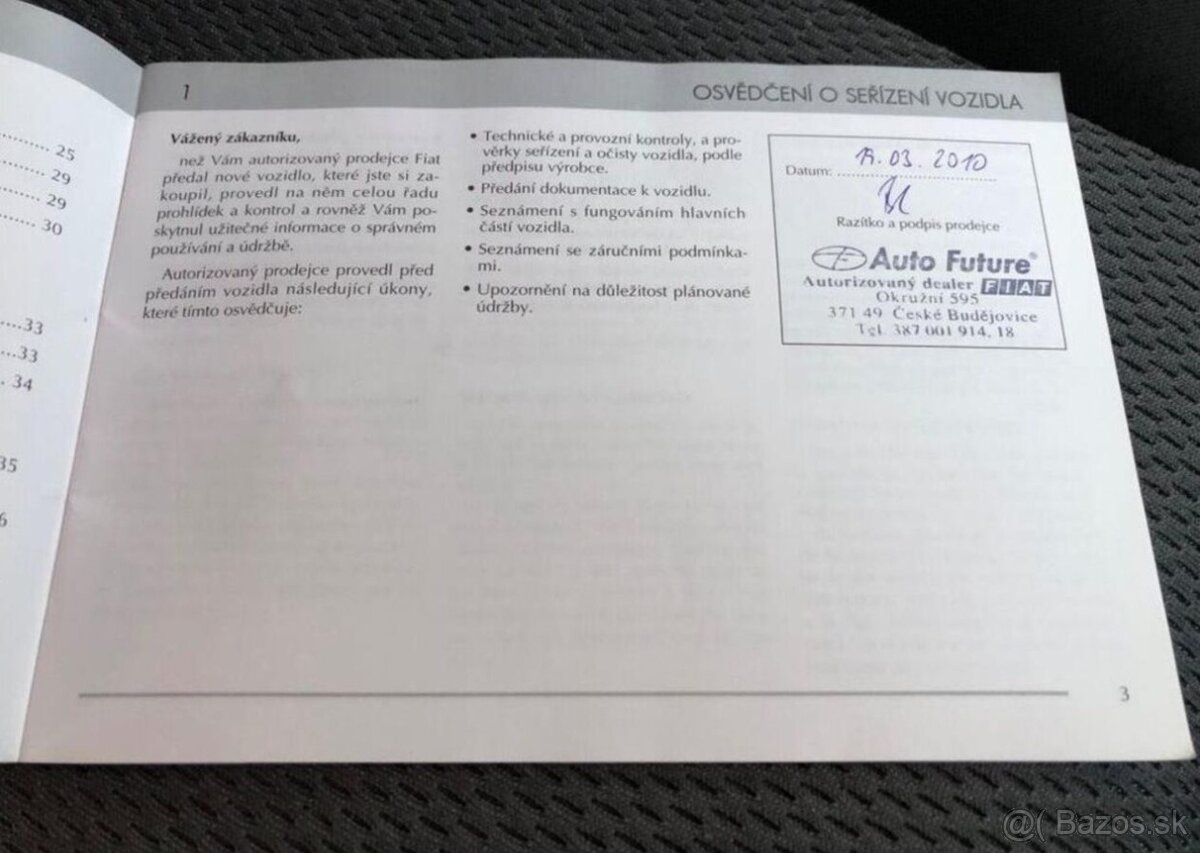 ..... 25
..... 29
..... 29
..... 30
....33
...33
. 34
35
6
1
OSVĚDČENÍ O SEŘÍZENÍ VOZIDLA
Vážený zákazníku,
než Vám autorizovaný prodejce Fiat
předal nové vozidlo, které jste si za-
koupil, provedl na něm celou řadu
prohlídek a kontrol a rovněž Vám po-
skytnul užitečné informace o správném
používání a údržbě.
Autorizovaný prodejce provedl před
předáním vozidla následující úkony,
které tímto osvědčuje:
• Technické a provozní kontroly, a pro-
věrky seřízení a očisty vozidla, podle
předpisu výrobce.
• Předání dokumentace k vozidlu.
• Seznámení s fungováním hlavních
částí vozidla.
• Seznámení se záručními podmínka-
mi.
• Upozornění na důležitost plánované
údržby.
Datum: 03. 2010
Razítko a podpis prodejce
Auto Future®
Autorizovaný dealer FIAT
Okružní 595
371 49 České Budějovice
Tel. 387 001 914, 18
3
@( Bazos.sk